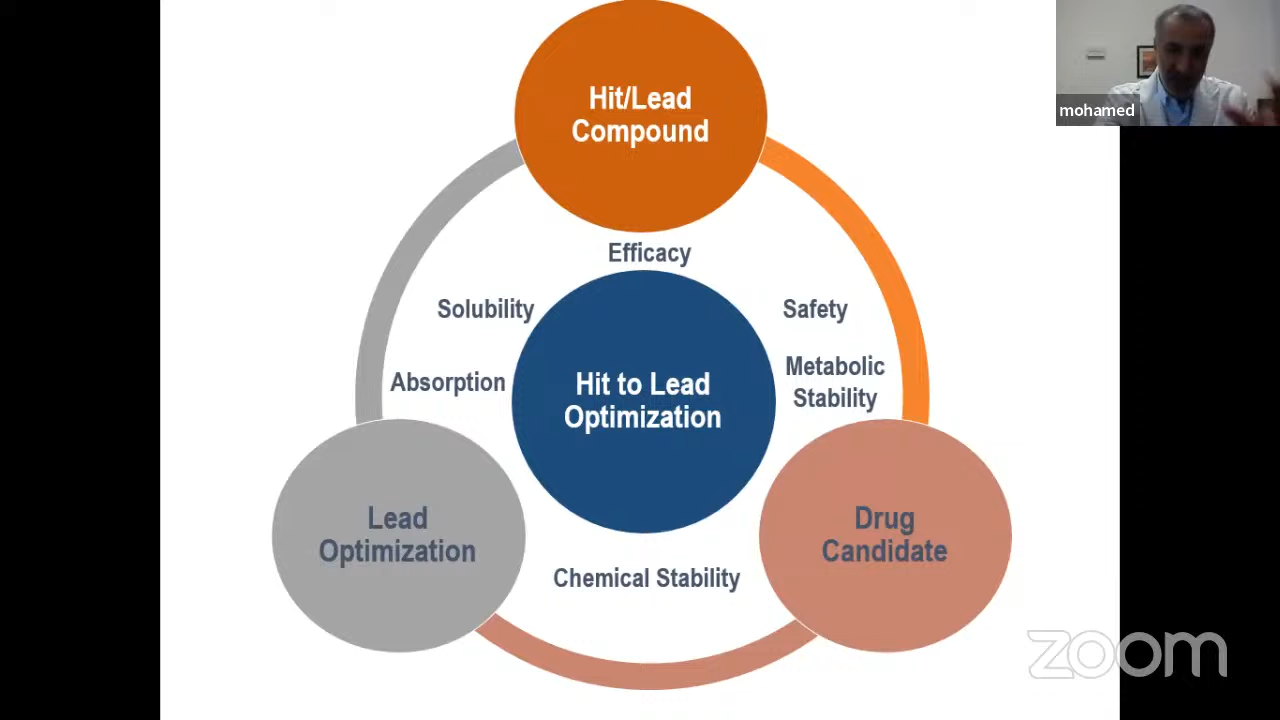 Hit/Lead
Compound
mohamed
Efficacy
Solubility
Safety
Absorption
Hit to Lead
Optimization
Metabolic
Stability
Lead
Optimization
Drug
Candidate
Chemical Stability
zoom